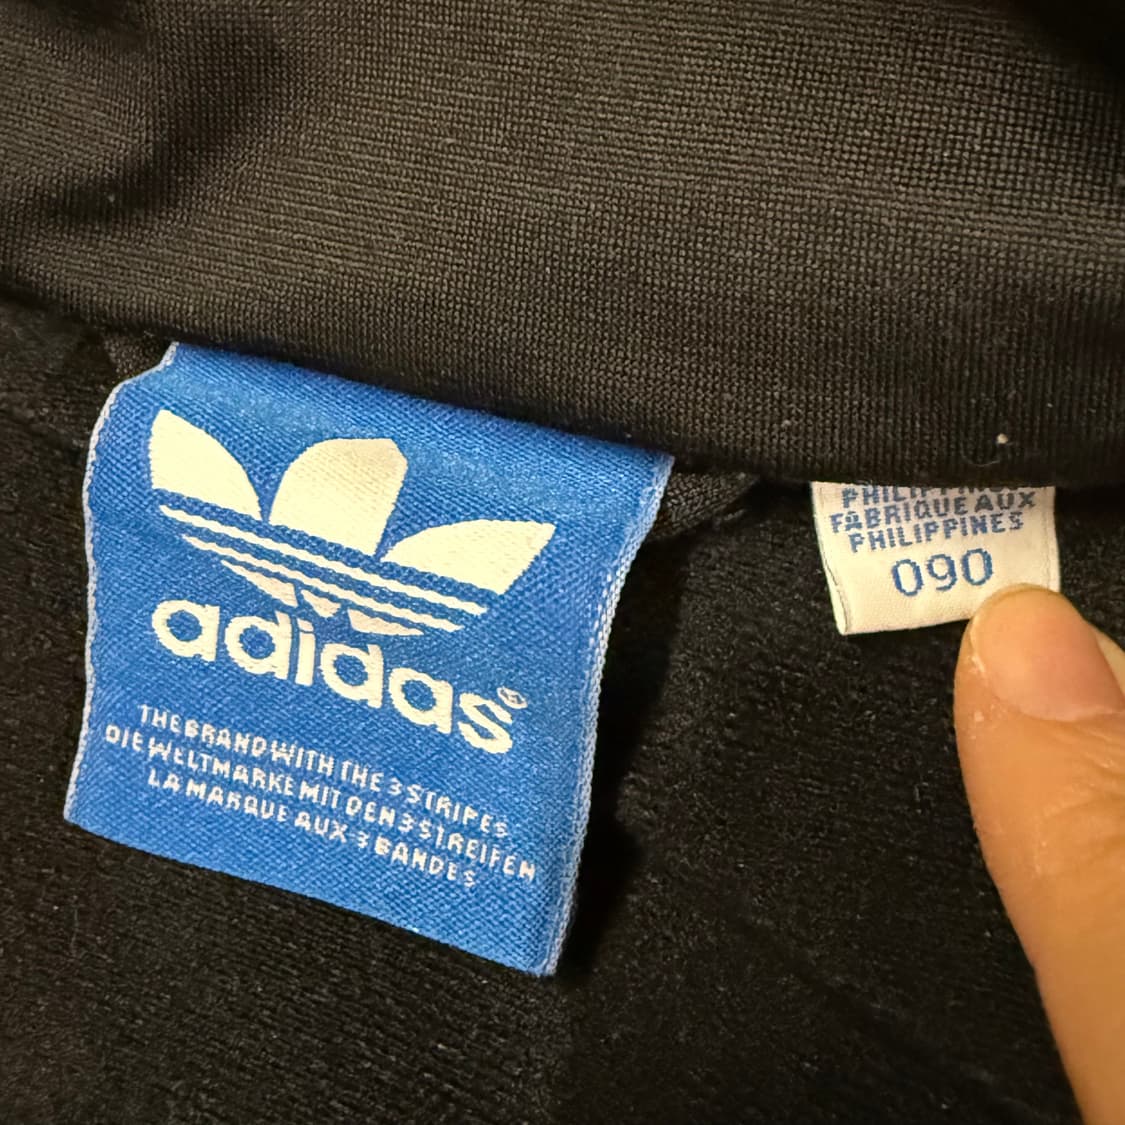 adidas®
THE BRAND WITH THE 3 STRIPES
DIE WELTMARKE MIT DEN 3 STREIFEN
LA MARQUE AUX 3 BANDES
PHILIPPINES
FABRIQUE AUX
PHILIPPINES
090